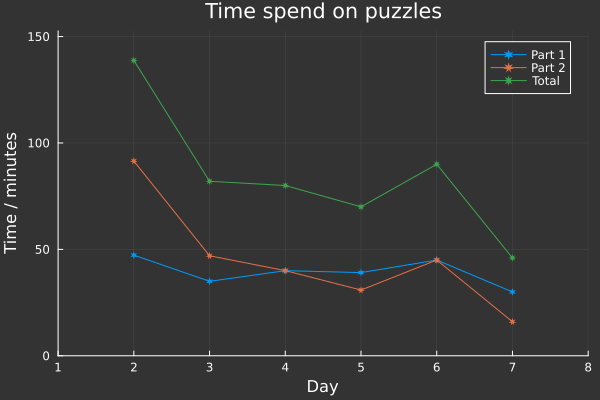 Time spend on puzzles
Time / minutes
150
100
50
0
1 2 3 4 5 6 7 8
Day
Part 1
Part 2
Total